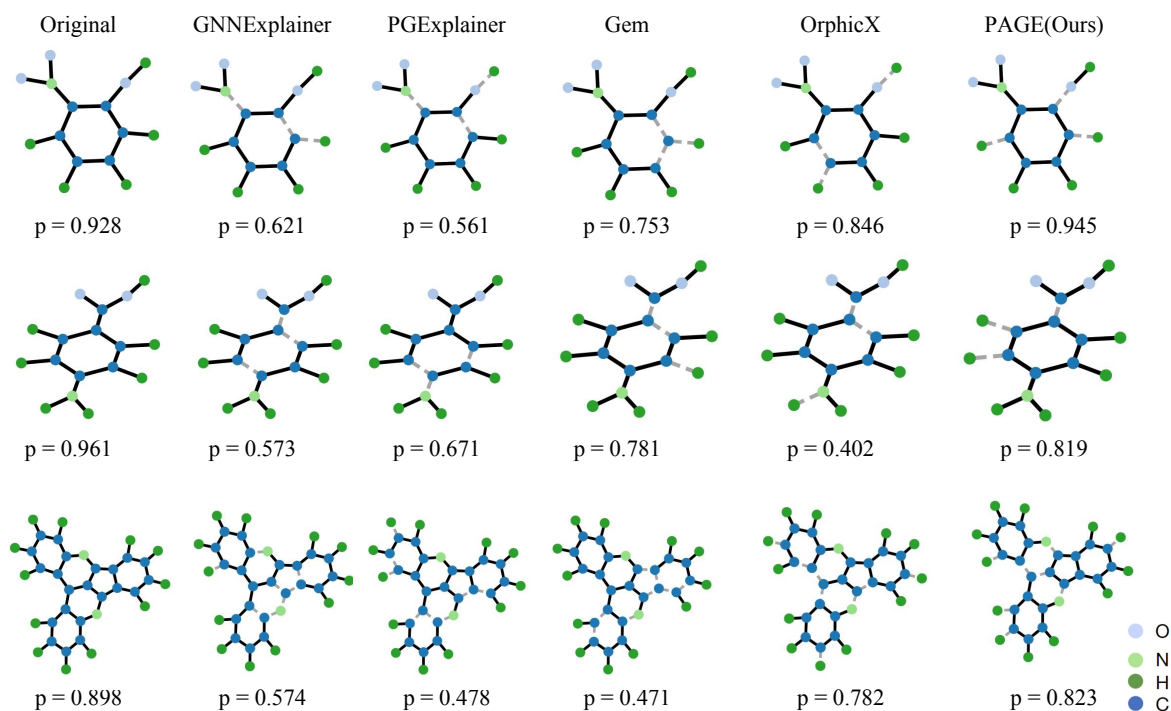 Original GNNExplainer PGExplainer Gem OrphicX PAGE(Ours)
p = 0.928 p = 0.621 p = 0.561 p = 0.753 p = 0.846 p = 0.945
p = 0.961 p = 0.573 p = 0.671 p = 0.781 p = 0.402 p = 0.819
O
N
H
C
p = 0.898 p = 0.574 p = 0.478 p = 0.471 p = 0.782 p = 0.823